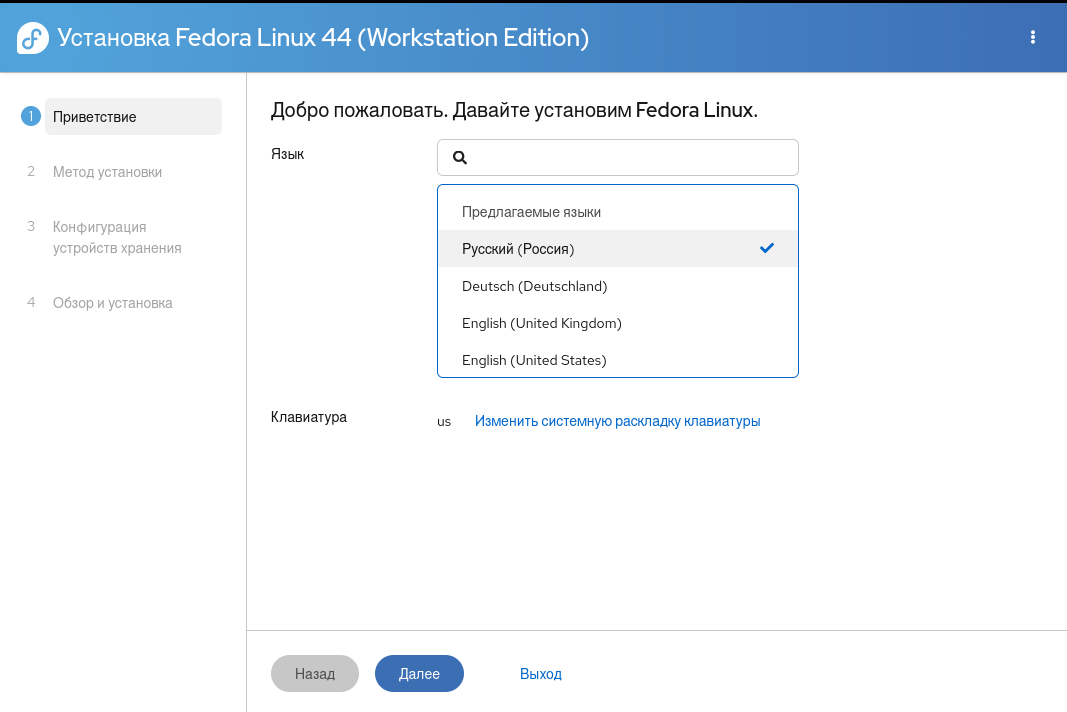 Установка Fedora Linux 44 (Workstation Edition)
1 Приветствие
2 Метод установки
3 Конфигурация
устройств хранения
4 Обзор и установка
Добро пожаловать. Давайте установим Fedora Linux.
Язык
Предлагаемые языки
Русский (Россия)
Deutsch (Deutschland)
English (United Kingdom)
English (United States)
Клавиатура
us Изменить системную раскладку клавиатуры
Назад Далее Выход